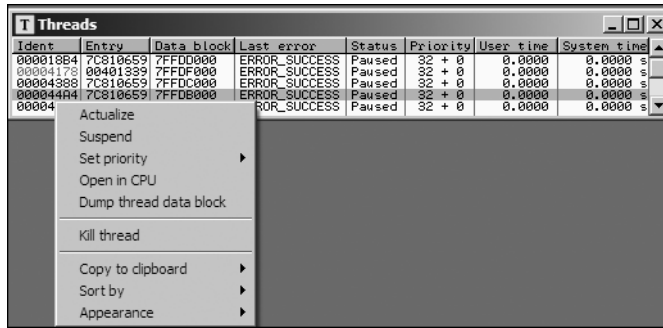 T Threads
Ident Entry Data block Last error Status Priority User time System time
000018B4 7C810659 7FFDD000 ERROR_SUCCESS Paused 32 + 0 0.0000 0.0000 s
00004178 00401339 7FFDF000 ERROR_SUCCESS Paused 32 + 0 0.0000 0.0000 s
00004388 7C810659 7FFDC000 ERROR_SUCCESS Paused 32 + 0 0.0000 0.0000 s
000044A4 7C810659 7FFDB000 ERROR_SUCCESS Paused 32 + 0 0.0000 0.0000 s
00004 ROR_SUCCESS Paused 32 + 0 0.0000 0.0000 s
Actualize
Suspend
Set priority
Open in CPU
Dump thread data block
Kill thread
Copy to clipboard
Sort by
Appearance